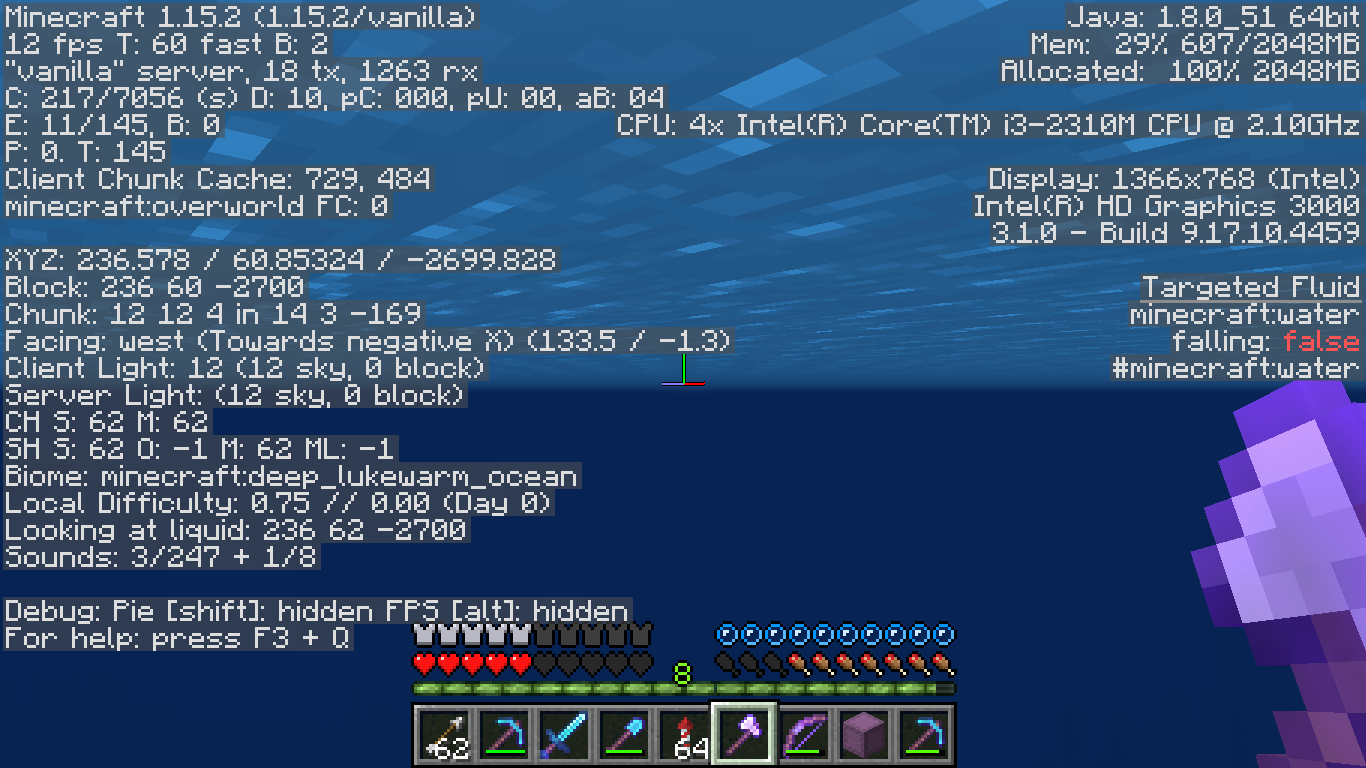 Minecraft 1.15.2 (1.15.2/vanilla)
12 fps T: 60 fast B: 2
"vanilla" server, 18 tx, 1263 rx
C: 217/7056 (s) D: 10, pC: 000, pU: 00, aB: 04
E: 11/145, B: 0
P: 0. T: 145
Client Chunk Cache: 729, 484
minecraft:overworld FC: 0
XYZ: 236.578 / 60.85324 / -2699.828
Block: 236 60 -2700
Chunk: 12 12 4 in 14 3 -169
Facing: west (Towards negative X) (133.5 / -1.3)
Client Light: 12 (12 sky, 0 block)
Server Light: (12 sky, 0 block)
CH S: 62 M: 62
SH S: 62 O: -1 M: 62 ML: -1
Biome: minecraft:deep_lukewarm_ocean
Local Difficulty: 0.75 // 0.00 (Day 0)
Looking at liquid: 236 62 -2700
Sounds: 3/247 + 1/8
Debug: Pie [shift]: hidden FPS [alt]: hidden
For help: press F3 + Q
Java: 1.8.0_51 64bit
Mem: 29% 607/2048MB
Allocated: 100% 2048MB
CPU: 4x Intel(R) Core(TM) i3-2310M CPU @ 2.10GHz
Display: 1366x768 (Intel)
Intel(R) HD Graphics 3000
3.1.0 - Build 9.17.10.4459
Targeted Fluid
minecraft:water
falling: false
#minecraft:water
8
62
64